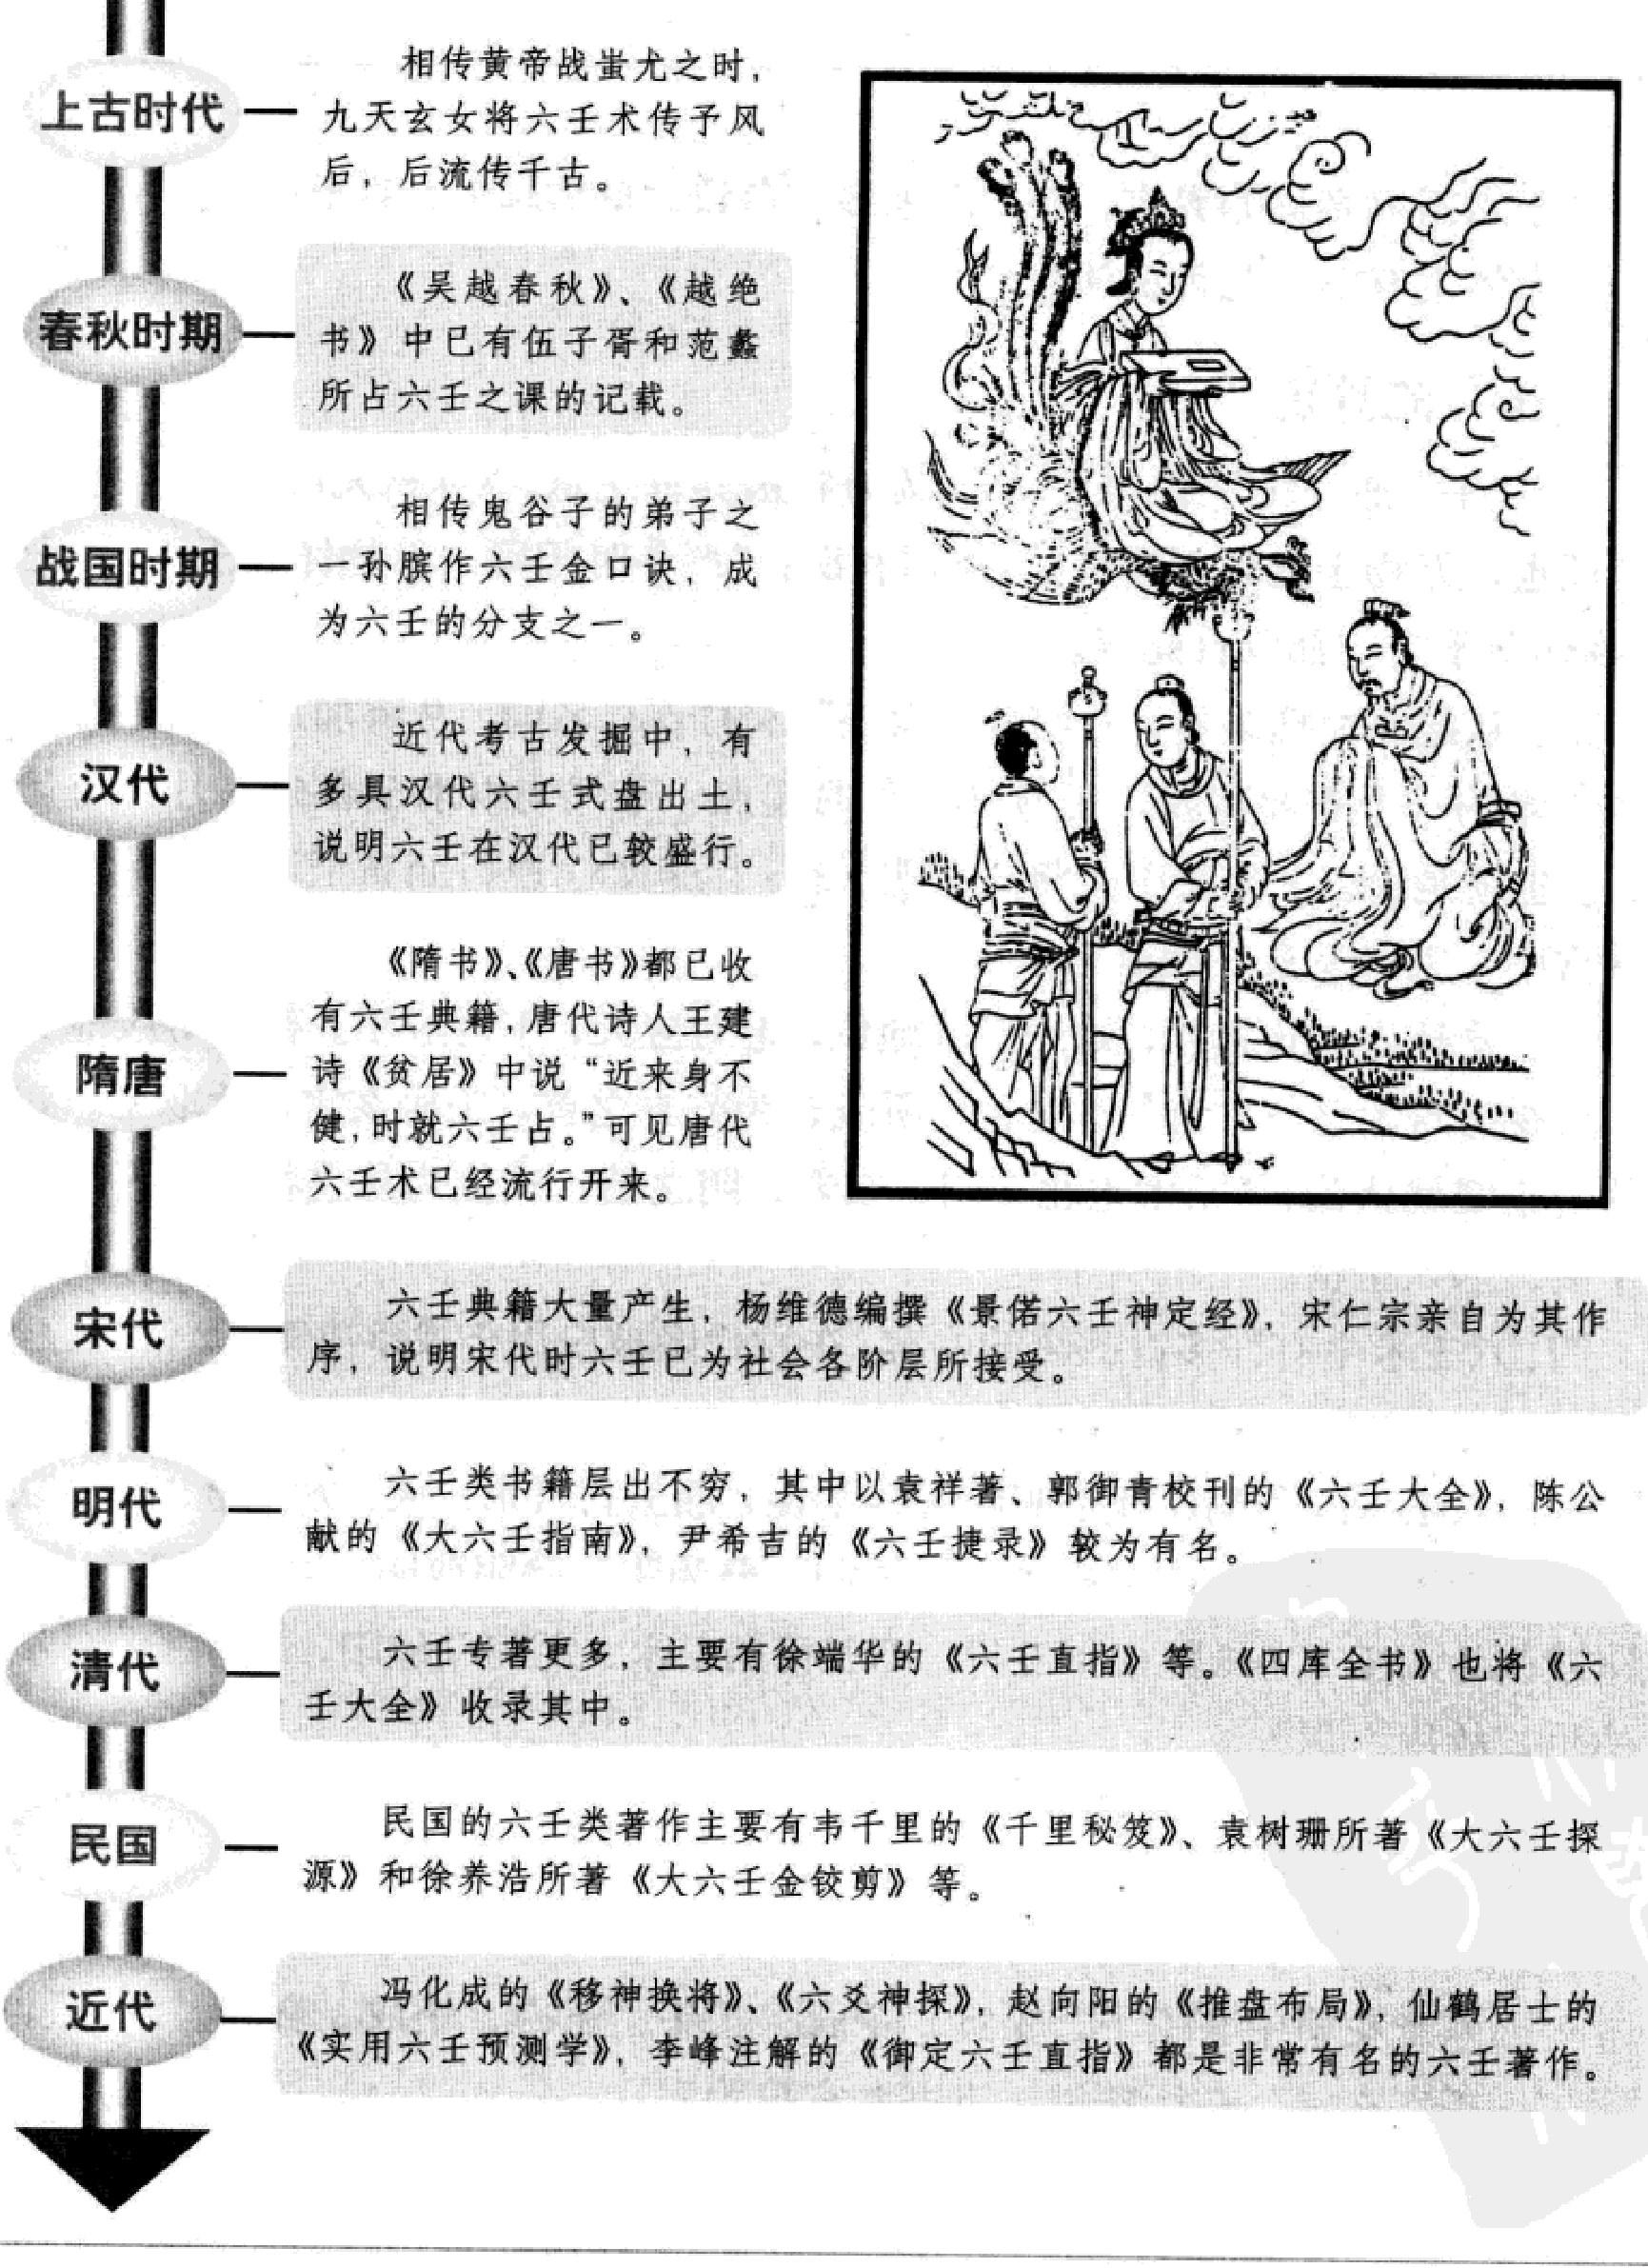 上古时代
相传黄帝战蚩尤之时，
九天玄女将六壬术传予风
后，后流传千古。
春秋时期
《吴越春秋》、《越绝
书》中已有伍子胥和范蠡
所占六壬之课的记载。
战国时期
相传鬼谷子的弟子之
一孙膑作六壬金口诀，成
为六壬的分支之一。
汉代
近代考古发掘中，有
多具汉代六壬式盘出土，
说明六壬在汉代已较盛行。
隋唐
《隋书》、《唐书》都已收
有六壬典籍，唐代诗人王建
诗《贫居》中说“近来身不
健，时就六壬占。”可见唐代
六壬术已经流行开来。
宋代
六壬典籍大量产生，杨维德编撰《景偌六壬神定经》，宋仁宗亲自为其作
序，说明宋代时六壬已为社会各阶层所接受。
明代
六壬类书籍层出不穷，其中以袁祥著、郭御青校刊的《六壬大全》，陈公
献的《大六壬指南》，尹希吉的《六壬捷录》较为有名。
清代
六壬专著更多，主要有徐端华的《六壬直指》等。《四库全书》也将《六
壬大全》收录其中。
民国
民国的六壬类著作主要有韦千里的《千里秘笈》、袁树珊所著《大六壬探
源》和徐养浩所著《大六壬金铰剪》等。
近代
冯化成的《移神换将》、《六爻神探》，赵向阳的《推盘布局》，仙鹤居士的
《实用六壬预测学》，李峰注解的《御定六壬直指》都是非常有名的六壬著作。